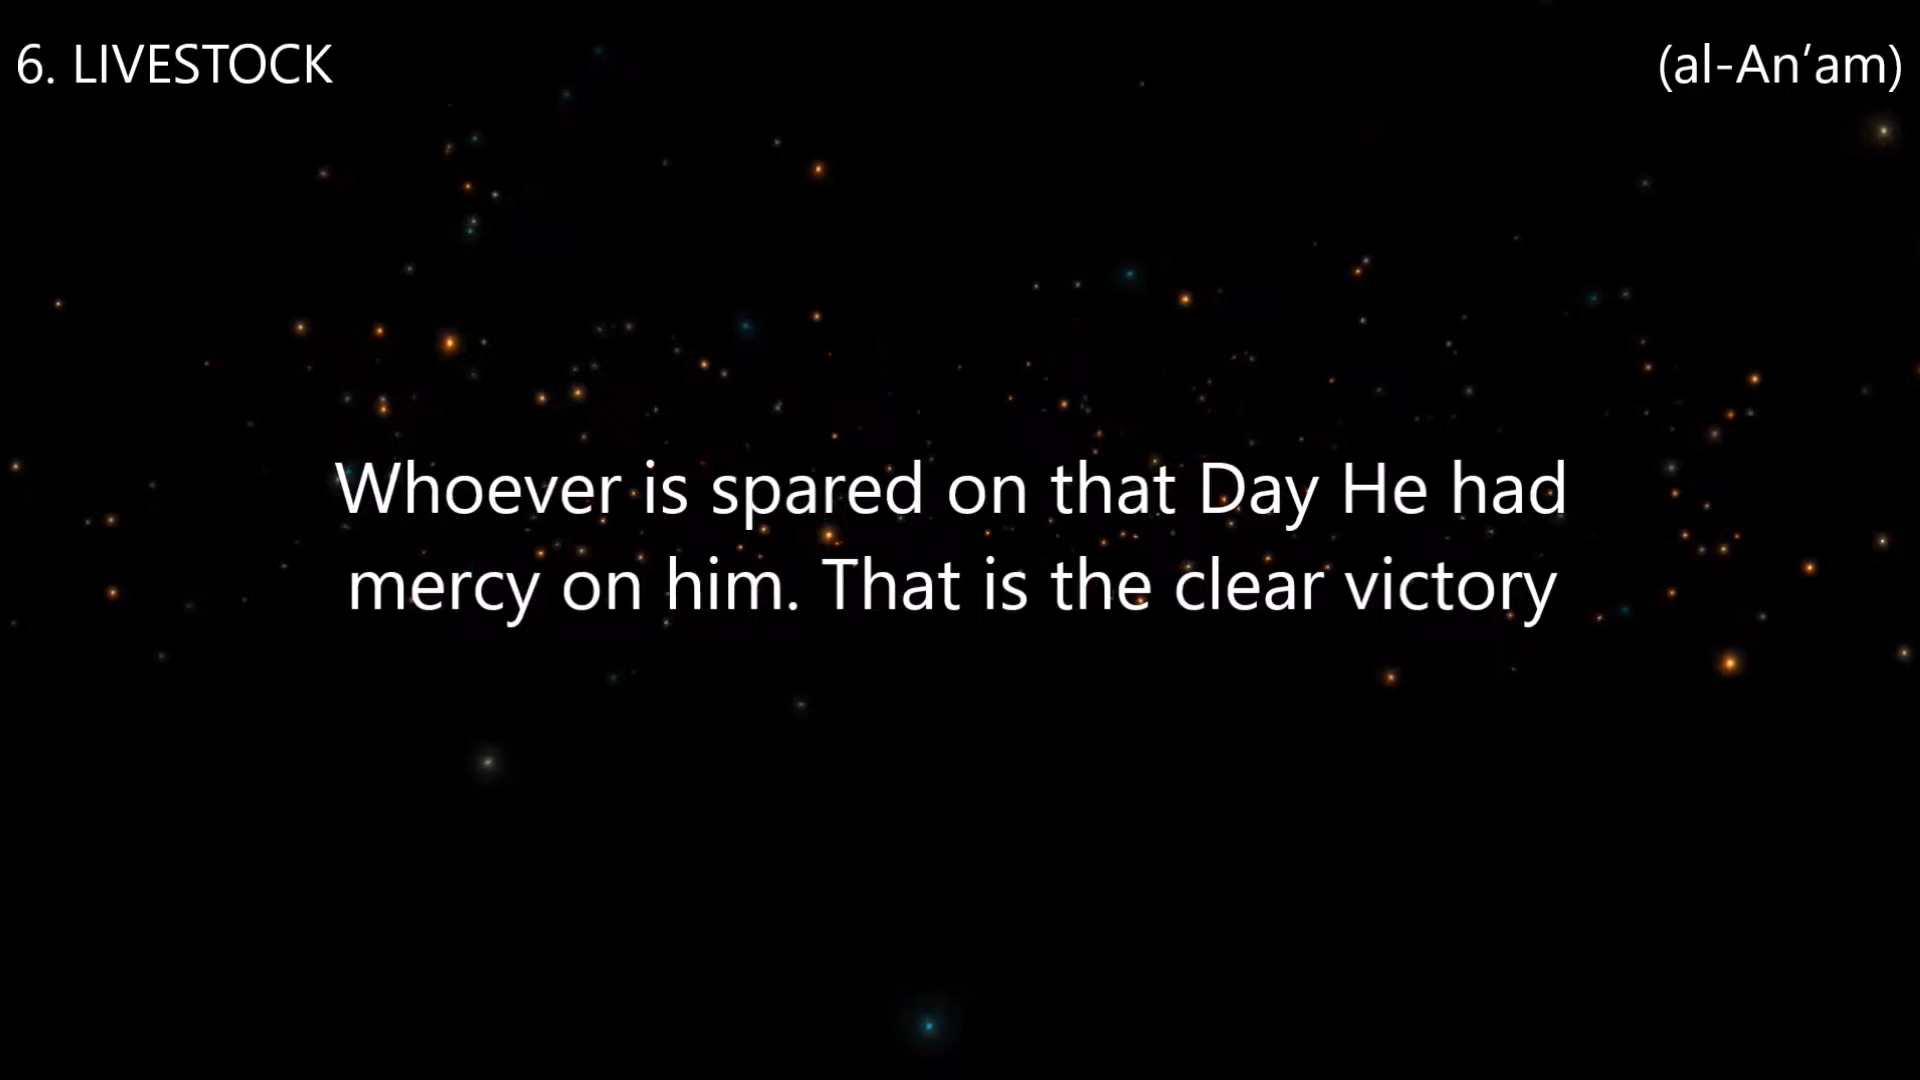 6. LIVESTOCK
(al-An’am)
Whoever is spared on that Day He had
mercy on him. That is the clear victory